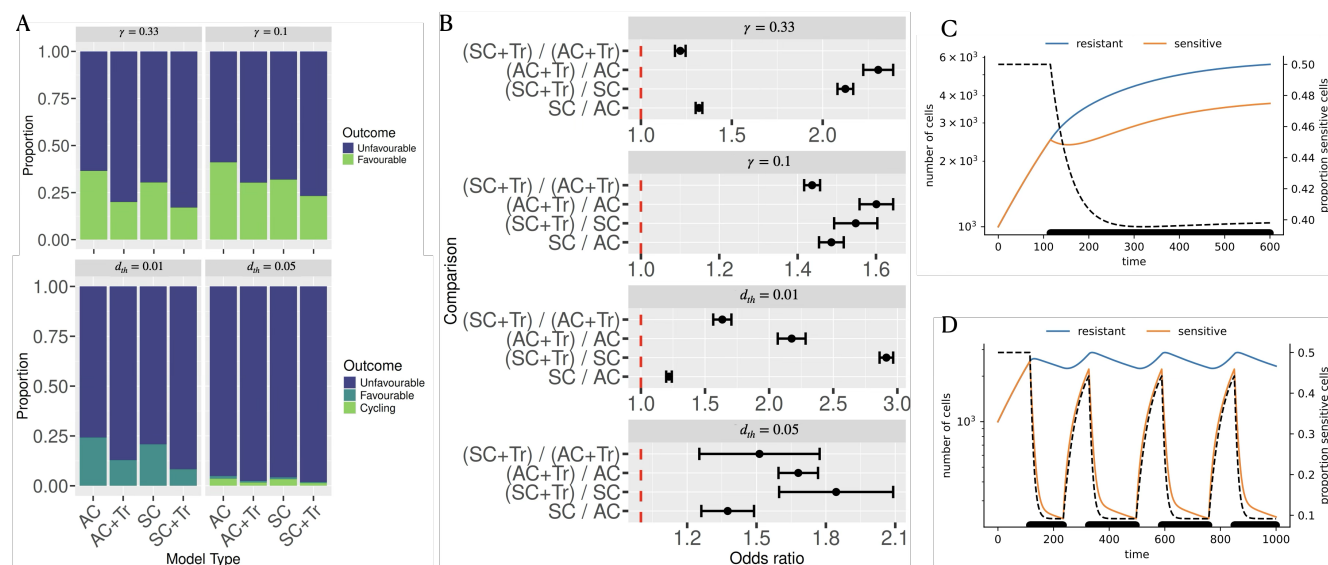 A
γ = 0.33
γ = 0.1
1.00
0.75
0.50
0.25
0.00
Proportion
Outcome
Unfavourable
Favourable
d_th = 0.01
d_th = 0.05
1.00
0.75
0.50
0.25
0.00
Proportion
Outcome
Unfavourable
Favourable
Cycling
AC
AC+Tr
SC
SC+Tr
AC
AC+Tr
SC
SC+Tr
Model Type
B
γ = 0.33
(SC+Tr) / (AC+Tr)
(AC+Tr) / AC
(SC+Tr) / SC
SC / AC
1.0 1.5 2.0
γ = 0.1
(SC+Tr) / (AC+Tr)
(AC+Tr) / AC
(SC+Tr) / SC
SC / AC
1.0 1.2 1.4 1.6
Comparison
d_th = 0.01
(SC+Tr) / (AC+Tr)
(AC+Tr) / AC
(SC+Tr) / SC
SC / AC
1.0 1.5 2.0 2.5 3.0
d_th = 0.05
(SC+Tr) / (AC+Tr)
(AC+Tr) / AC
(SC+Tr) / SC
SC / AC
1.2 1.5 1.8 2.1
Odds ratio
C
resistant sensitive
6 × 10³
4 × 10³
3 × 10³
2 × 10³
10³
number of cells
0.50
0.48
0.46
0.44
0.42
0.40
proportion sensitive cells
0 100 200 300 400 500 600
time
D
resistant sensitive
10³
number of cells
0.5
0.4
0.3
0.2
0.1
proportion sensitive cells
0 200 400 600 800 1000
time